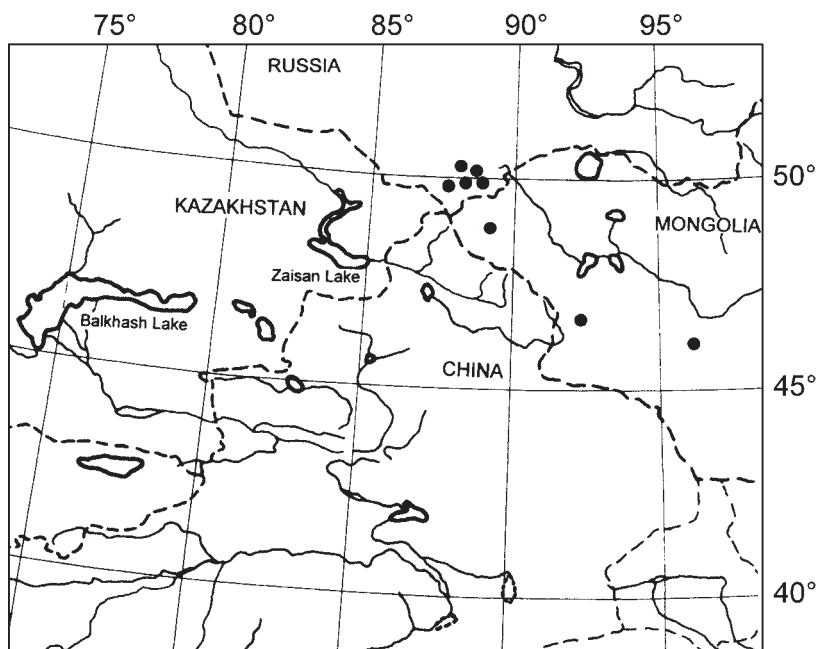 75° 80° 85° 90° 95°
RUSSIA
50°
KAZAKHSTAN
MONGOLIA
Zaisan Lake
Balkhash Lake
CHINA
45°
40°